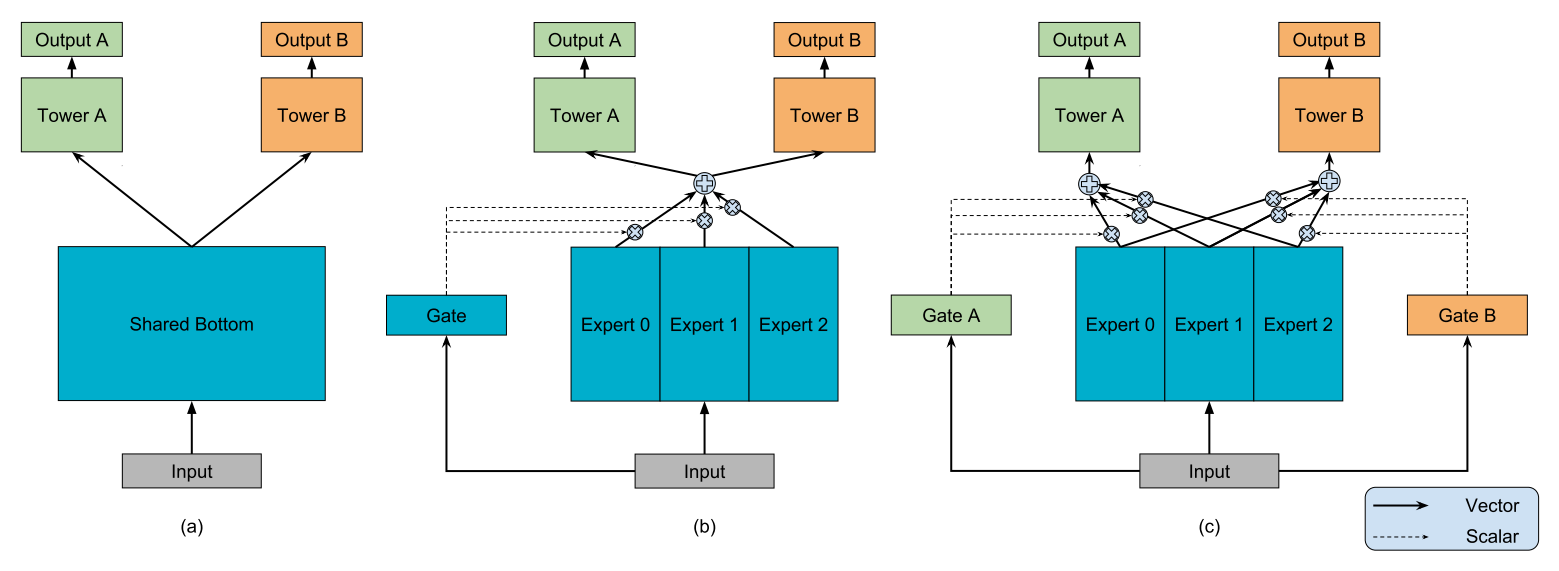 Output A
Output B
Tower A
Tower B
Shared Bottom
Input
(a)
Output A
Output B
Tower A
Tower B
Gate
Expert 0
Expert 1
Expert 2
Input
(b)
Output A
Output B
Tower A
Tower B
Gate A
Expert 0
Expert 1
Expert 2
Gate B
Input
(c)
Vector
Scalar